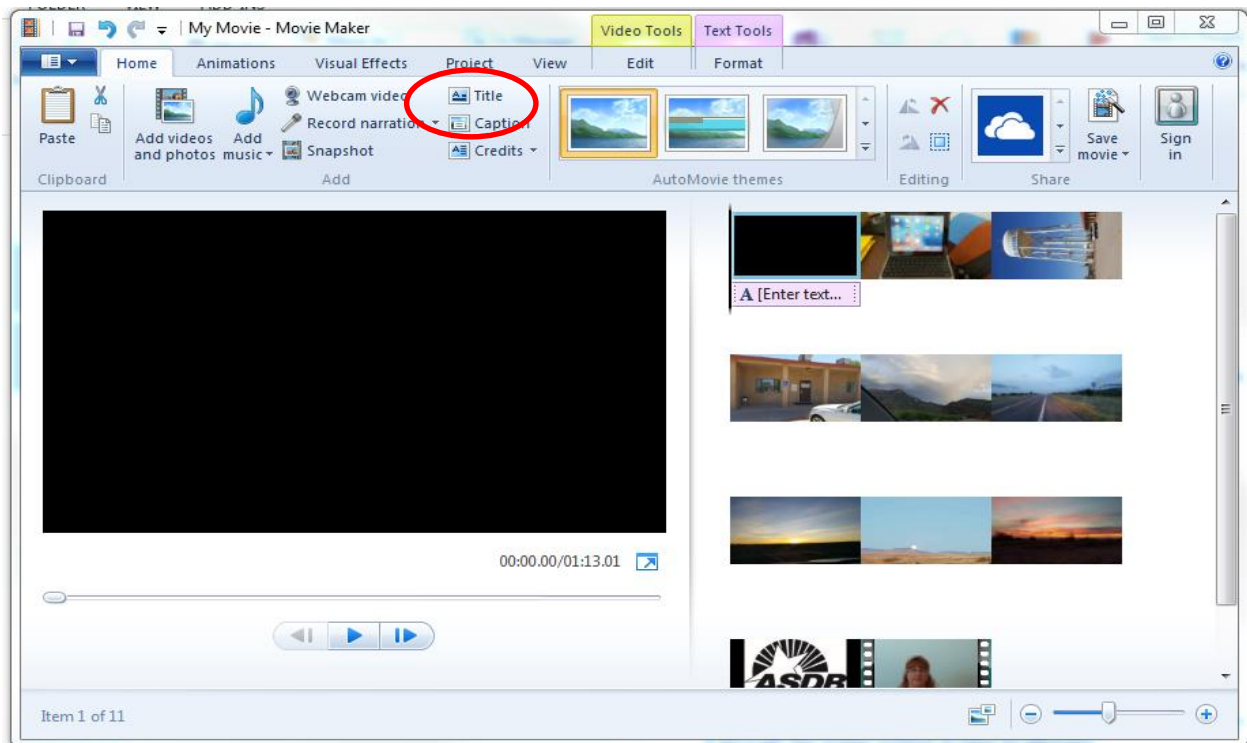 My Movie - Movie Maker
Video Tools
Text Tools
Home
Animations
Visual Effects
Project
View
Edit
Format
Paste
Clipboard
Add videos
and photos
Add
music
Webcam video
Record narration
Snapshot
Title
Caption
Credits
Add
AutoMovie themes
Editing
Save
movie
Share
Sign
in
A [Enter text...
00:00.00/01:13.01
ASDB
Item 1 of 11